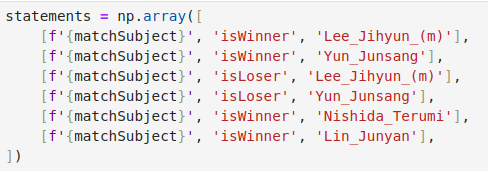 statements = np.array([
    [f'{matchSubject}', 'isWinner', 'Lee_Jihyun_(m)'],
    [f'{matchSubject}', 'isWinner', 'Yun_Junsang'],
    [f'{matchSubject}', 'isLoser', 'Lee_Jihyun_(m)'],
    [f'{matchSubject}', 'isLoser', 'Yun_Junsang'],
    [f'{matchSubject}', 'isWinner', 'Nishida_Terumi'],
    [f'{matchSubject}', 'isWinner', 'Lin_Junyan'],
])